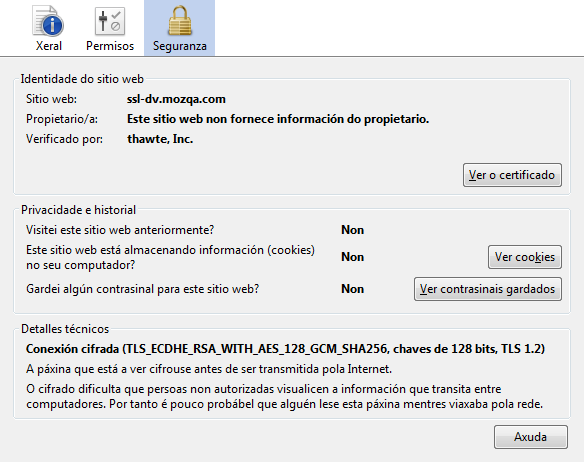 Xeral Permisos Seguranza
Identidade do sitio web
Sitio web: ssl-dv.mozqa.com
Propietario/a: Este sitio web non fornece información do propietario.
Verificado por: thawte, Inc.
Ver o certificado
Privacidade e historial
Visitei este sitio web anteriormente? Non
Este sitio web está almacenando información (cookies)
no seu computador? Non Ver cookies
Gardei algún contrasinal para este sitio web? Non Ver contrasinais gardados
Detalles técnicos
Conexión cifrada (TLS_ECDHE_RSA_WITH_AES_128_GCM_SHA256, chaves de 128 bits, TLS 1.2)
A páxina que está a ver cifrouse antes de ser transmitida pola Internet.
O cifrado dificulta que persoas non autorizadas visualicen a información que transita entre
computadores. Por tanto é pouco probábel que alguén lese esta páxina mentres viaxaba pola rede.
Axuda